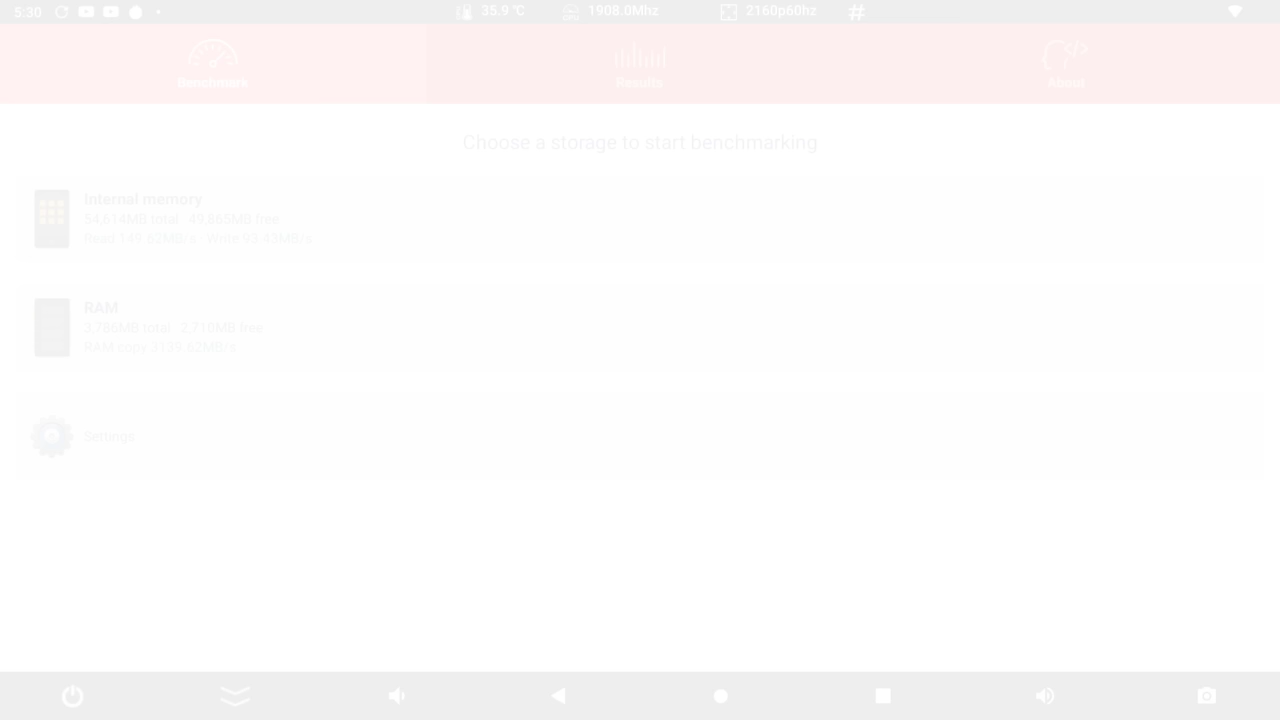 5:30 35.9 °C 1908.0Mhz 2160p60hz #
Benchmark Results About
Choose a storage to start benchmarking
Internal memory
54,614MB total 49,865MB free
Read 149.62MB/s · Write 93.43MB/s
RAM
3,786MB total 2,718MB free
RAM copy 3139.62MB/s
Settings